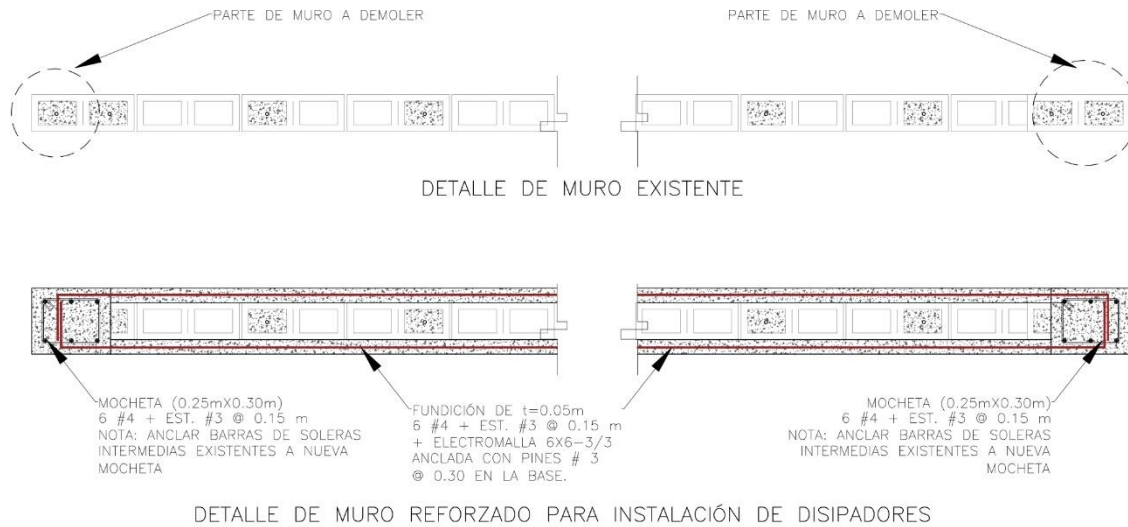 PARTE DE MURO A DEMOLER
PARTE DE MURO A DEMOLER
DETALLE DE MURO EXISTENTE
MOCHETA (0.25mX0.30m)
6 #4 + EST. #3 @ 0.15 m
NOTA: ANCLAR BARRAS DE SOLERAS
INTERMEDIAS EXISTENTES A NUEVA
MOCHETA
FUNDICIÓN DE t=0.05m
6 #4 + EST. #3 @ 0.15 m
+ ELECTROMALLA 6X6-3/3
ANCLADA CON PINES # 3
@ 0.30 EN LA BASE.
MOCHETA (0.25mX0.30m)
6 #4 + EST. #3 @ 0.15 m
NOTA: ANCLAR BARRAS DE SOLERAS
INTERMEDIAS EXISTENTES A NUEVA
MOCHETA
DETALLE DE MURO REFORZADO PARA INSTALACIÓN DE DISIPADORES